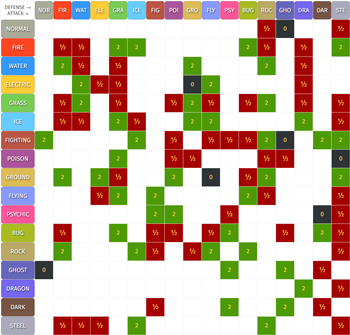 DEFENSE → NOR FIR WAT ELE GRA ICE FIG POI GRO FLY PSY BUG ROC GHO DRA DAR STE
ATTACK ↘
NORMAL ½ 0 ½
FIRE ½ ½ 2 2 2 ½ ½ 2
WATER 2 ½ ½ 2 2 ½
ELECTRIC 2 ½ ½ 0 2 ½
GRASS ½ 2 ½ ½ 2 ½ ½ 2 ½ ½
ICE ½ ½ 2 ½ 2 2 2 ½
FIGHTING 2 2 ½ ½ ½ ½ 2 0 2 2
POISON 2 ½ ½ ½ ½ 0
GROUND 2 2 ½ 2 0 ½ 2 2
FLYING ½ 2 2 2 ½ ½
PSYCHIC 2 2 ½ 0 ½
BUG ½ 2 ½ ½ ½ 2 ½ 2 ½
ROCK 2 2 ½ ½ 2 2 ½
GHOST 0 2 2 ½
DRAGON 2 ½
DARK ½ 2 2 ½
STEEL ½ ½ ½ 2 2 ½